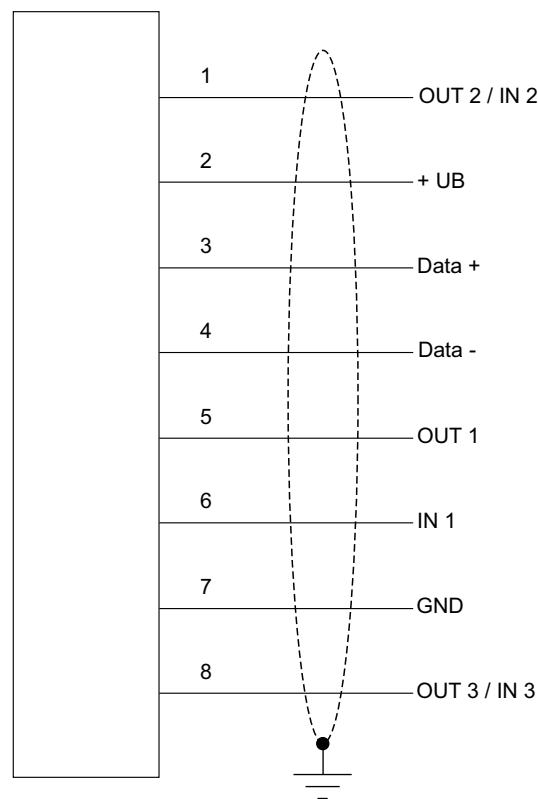 1 OUT 2 / IN 2
2 + UB
3 Data +
4 Data -
5 OUT 1
6 IN 1
7 GND
8 OUT 3 / IN 3